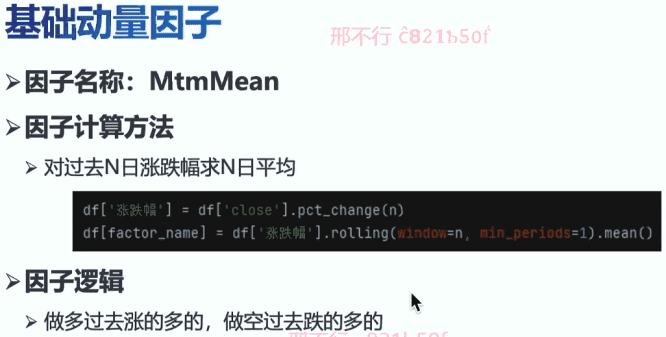 基础动量因子
邢不行 c821b50f
➢因子名称：MtmMean
➢因子计算方法
➢ 对过去N日涨跌幅求N日平均
df['涨跌幅'] = df['close'].pct_change(n)
df[factor_name] = df['涨跌幅'].rolling(window=n, min_periods=1).mean()
➢因子逻辑
➢ 做多过去涨的多的，做空过去跌的多的